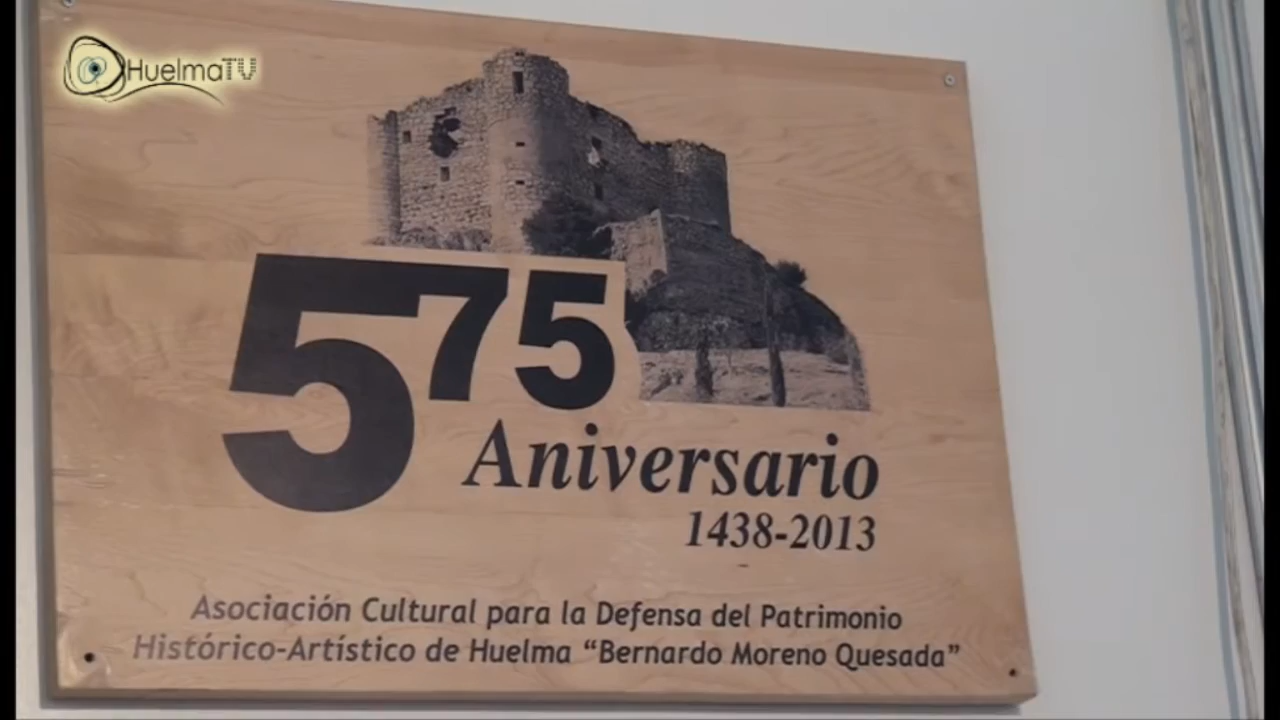 HuelmaTV
575
Aniversario
1438-2013
Asociación Cultural para la Defensa del Patrimonio
Histórico-Artístico de Huelma “Bernardo Moreno Quesada”